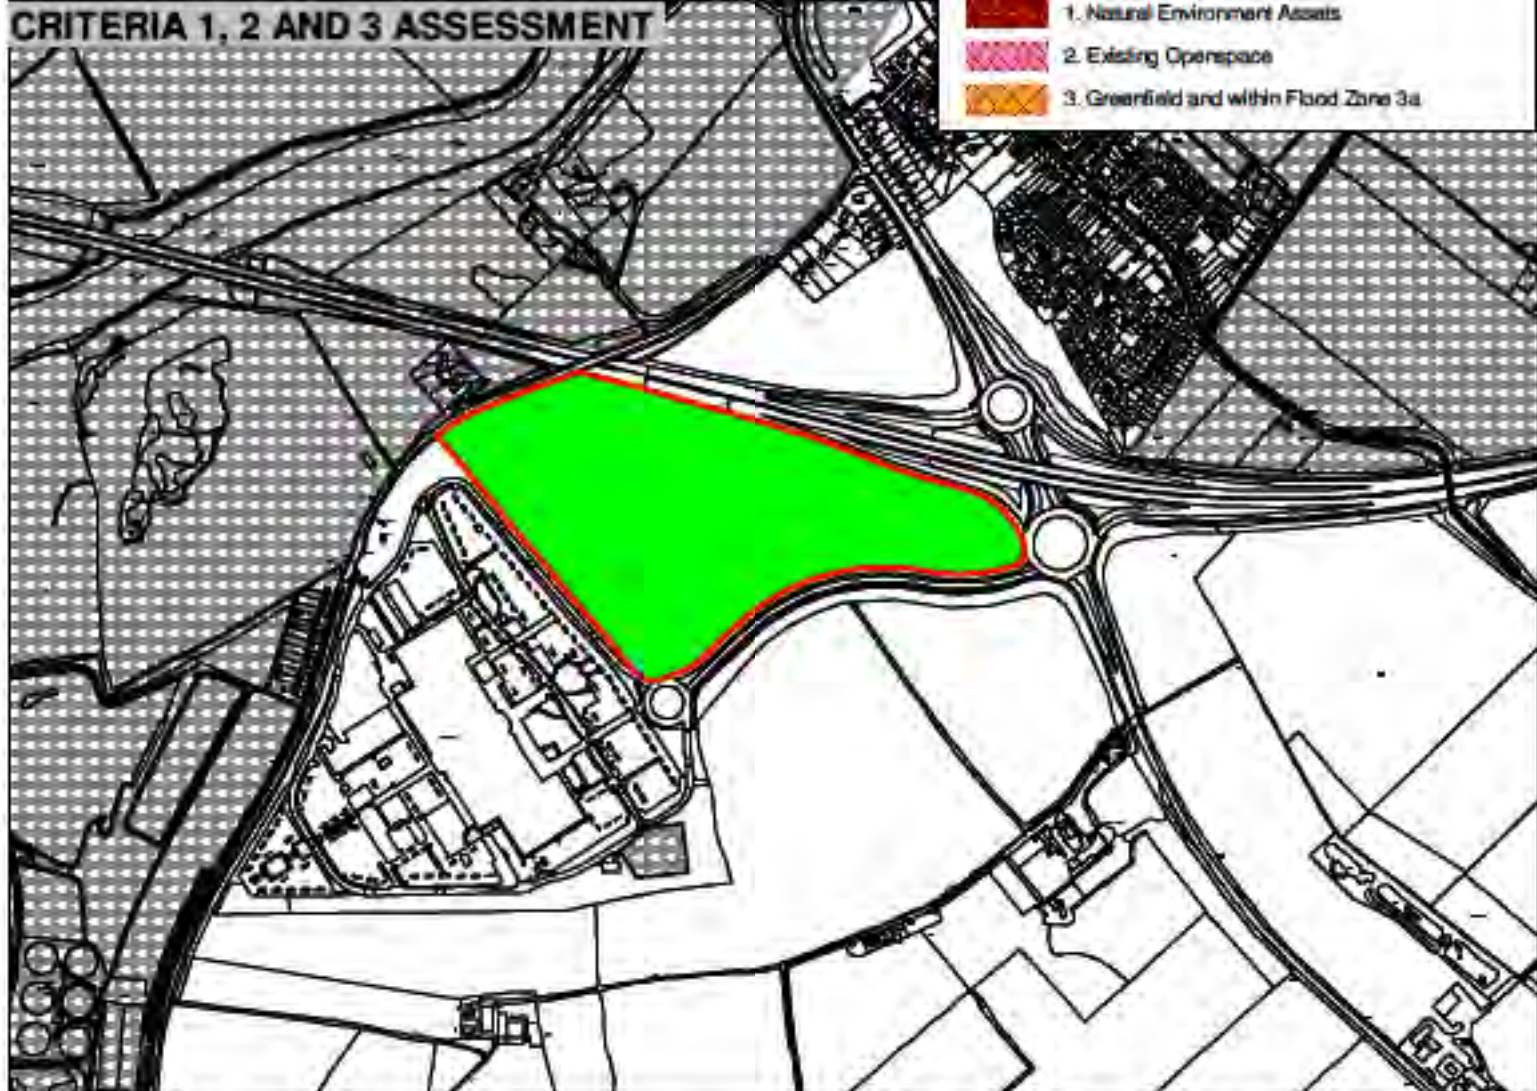 CRITERIA 1, 2 AND 3 ASSESSMENT
1. Natural Environment Assets
2. Existing Openspace
3. Greenfield and within Flood Zone 3a